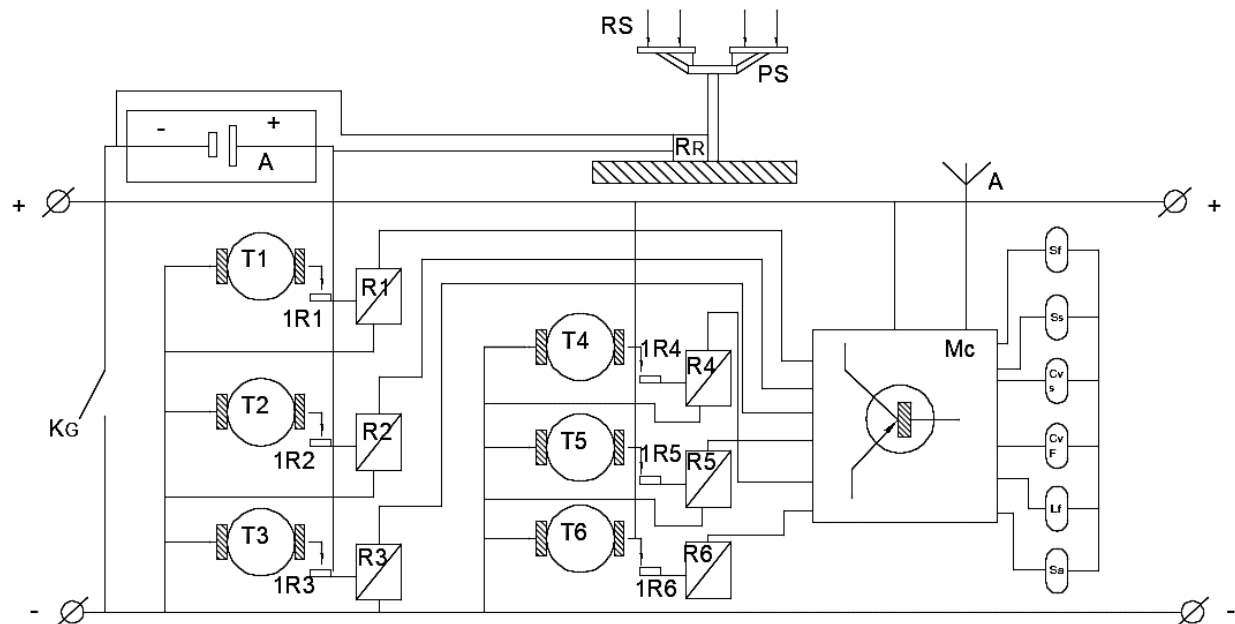 RS
PS
- +
A
RR
A
+ +
T1
R1
1R1
Sf
Ss
Mc
T4
1R4
R4
Cv
s
T2
R2
KG
1R2
T5
1R5
R5
Cv
F
Lf
T3
R3
1R3
T6
1R6
R6
Sa
- -